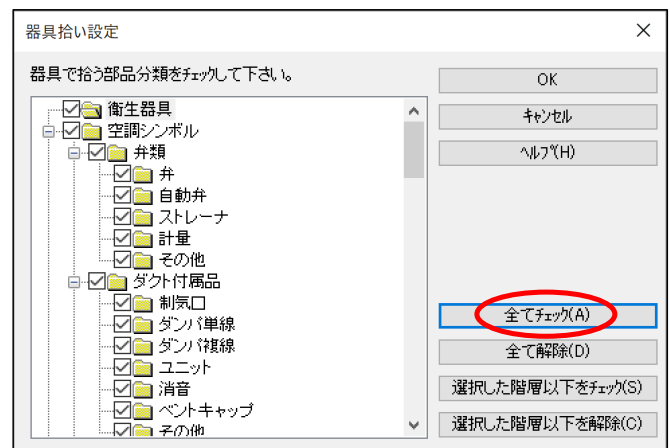 器具拾い設定
器具で拾う部品分類をﾁｪｯｸして下さい。
衛生器具
空調シンボル
弁類
弁
自動弁
ストレーナ
計量
その他
ダクト付属品
制気口
ダンパ単線
ダンパ複線
ユニット
消音
ベントキャップ
その他
OK
ｷｬﾝｾﾙ
ﾍﾙﾌﾟ(H)
全てﾁｪｯｸ(A)
全て解除(D)
選択した階層以下をﾁｪｯｸ(S)
選択した階層以下を解除(C)